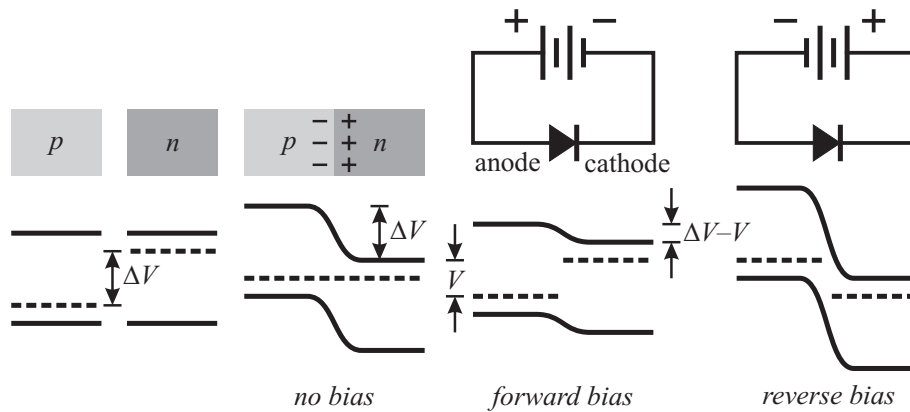 + − − +
p n p − + n
− +
− +
anode cathode
ΔV ΔV V ΔV–V
no bias forward bias reverse bias